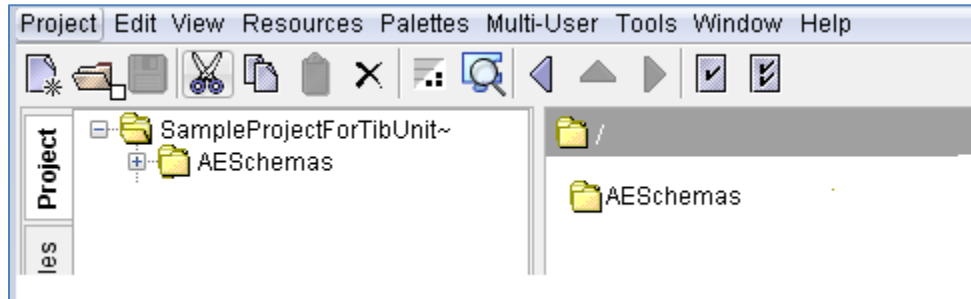 Project Edit View Resources Palettes Multi-User Tools Window Help
Project
SampleProjectForTibUnit~
AESchemas
/
AESchemas
les